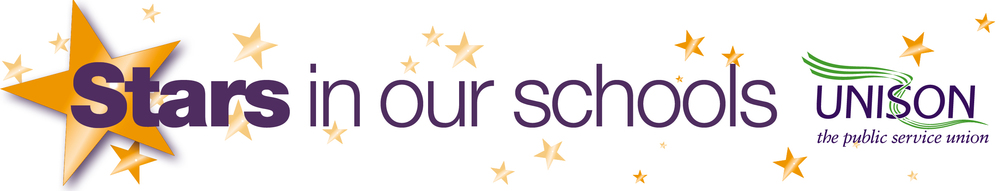 Stars in our schools
UNISON
the public service union